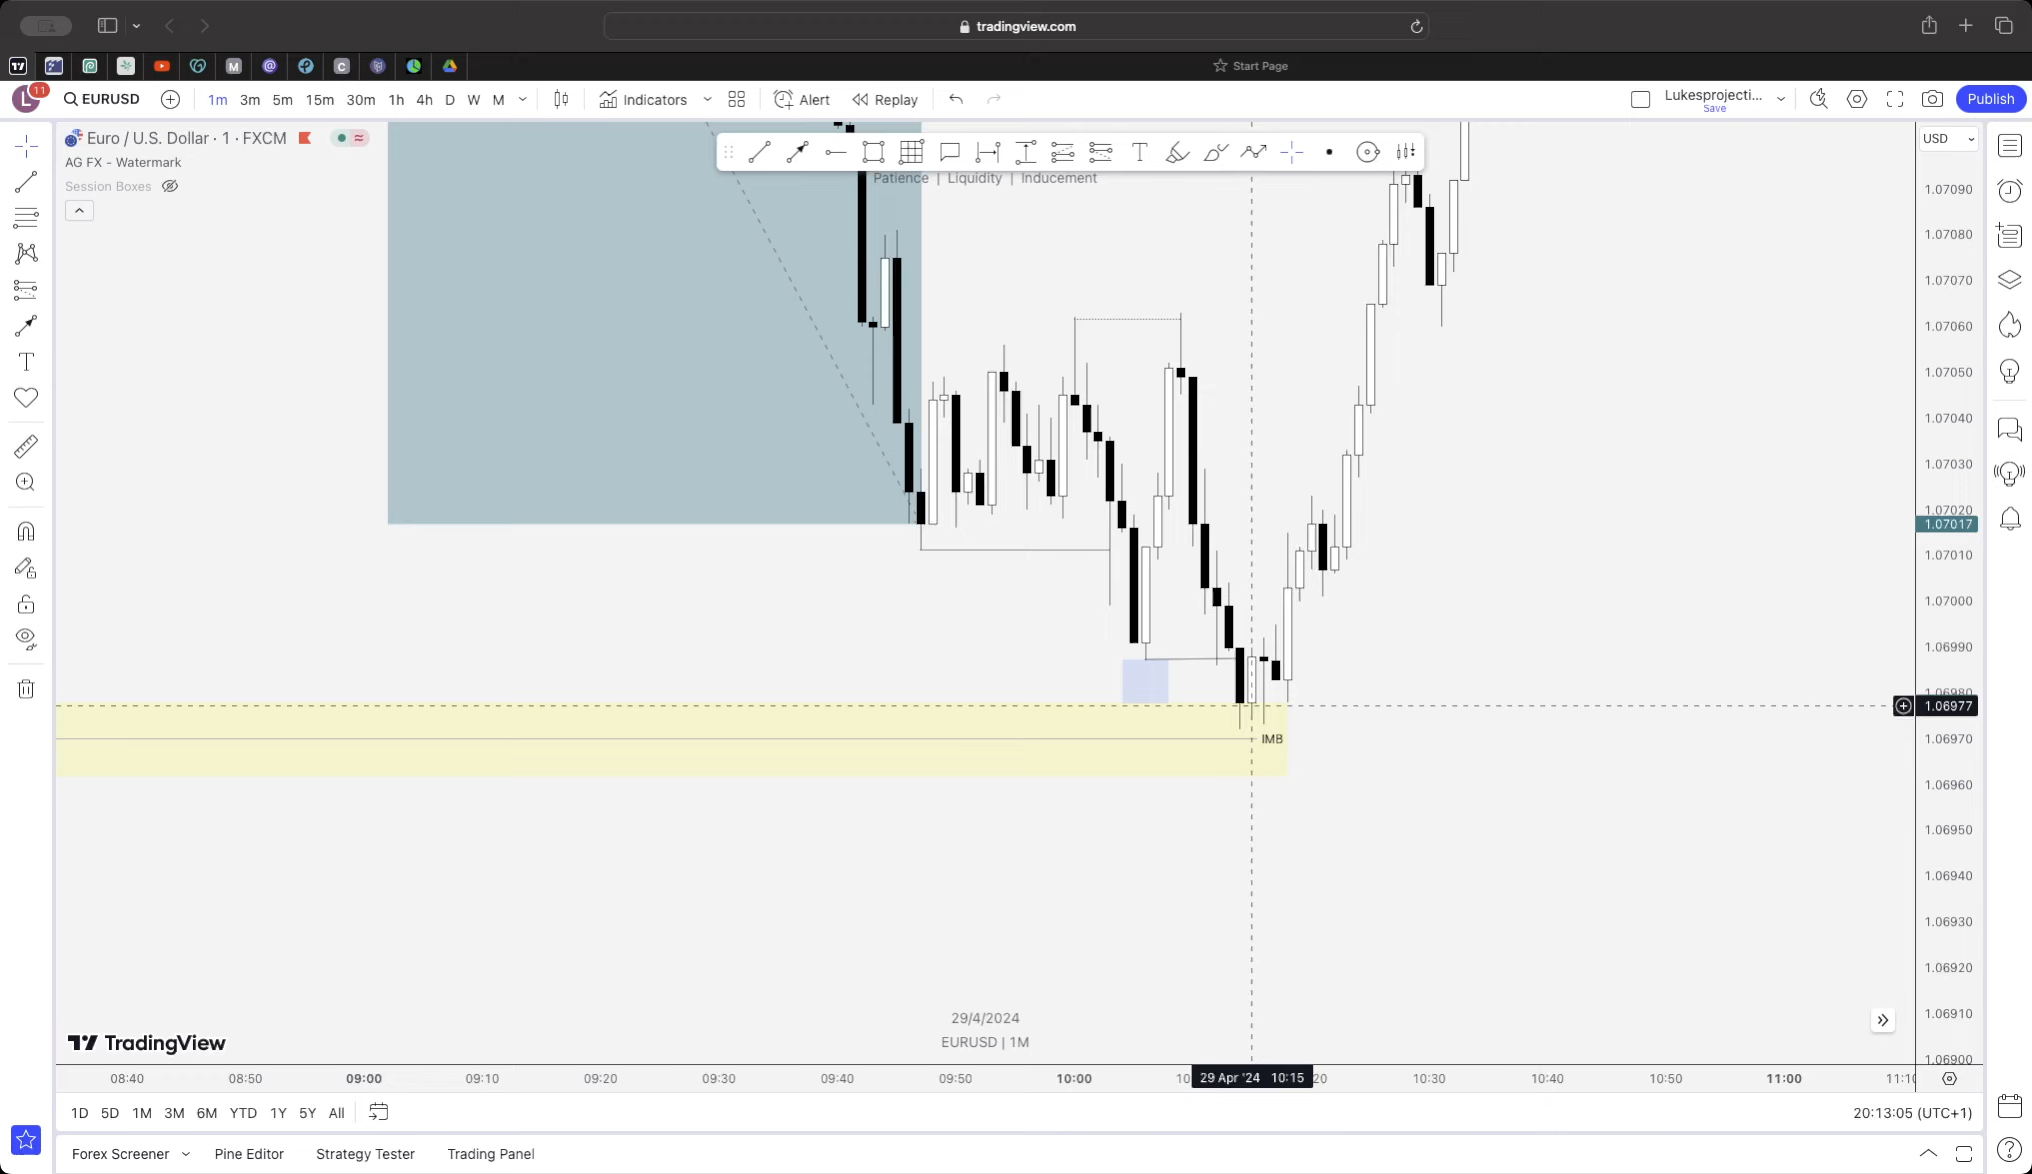 tradingview.com
M
C
Start Page
L
11
EURUSD
1m 3m 5m 15m 30m 1h 4h D W M
Indicators
Alert
Replay
Lukesprojecti...
Save
Publish
Euro / U.S. Dollar · 1 · FXCM
AG FX - Watermark
Session Boxes
Patience | Liquidity | Inducement
USD
1.07090
1.07080
1.07070
1.07060
1.07050
1.07040
1.07030
1.07020
1.07017
1.07010
1.07000
1.06990
1.06980
1.06977
1.06970
1.06960
1.06950
1.06940
1.06930
1.06920
1.06910
1.06900
IMB
29/4/2024
EURUSD | 1M
TradingView
08:40 08:50 09:00 09:10 09:20 09:30 09:40 09:50 10:00 10 29 Apr '24 10:15 20 10:30 10:40 10:50 11:00 11:10
1D 5D 1M 3M 6M YTD 1Y 5Y All
20:13:05 (UTC+1)
Forex Screener Pine Editor Strategy Tester Trading Panel